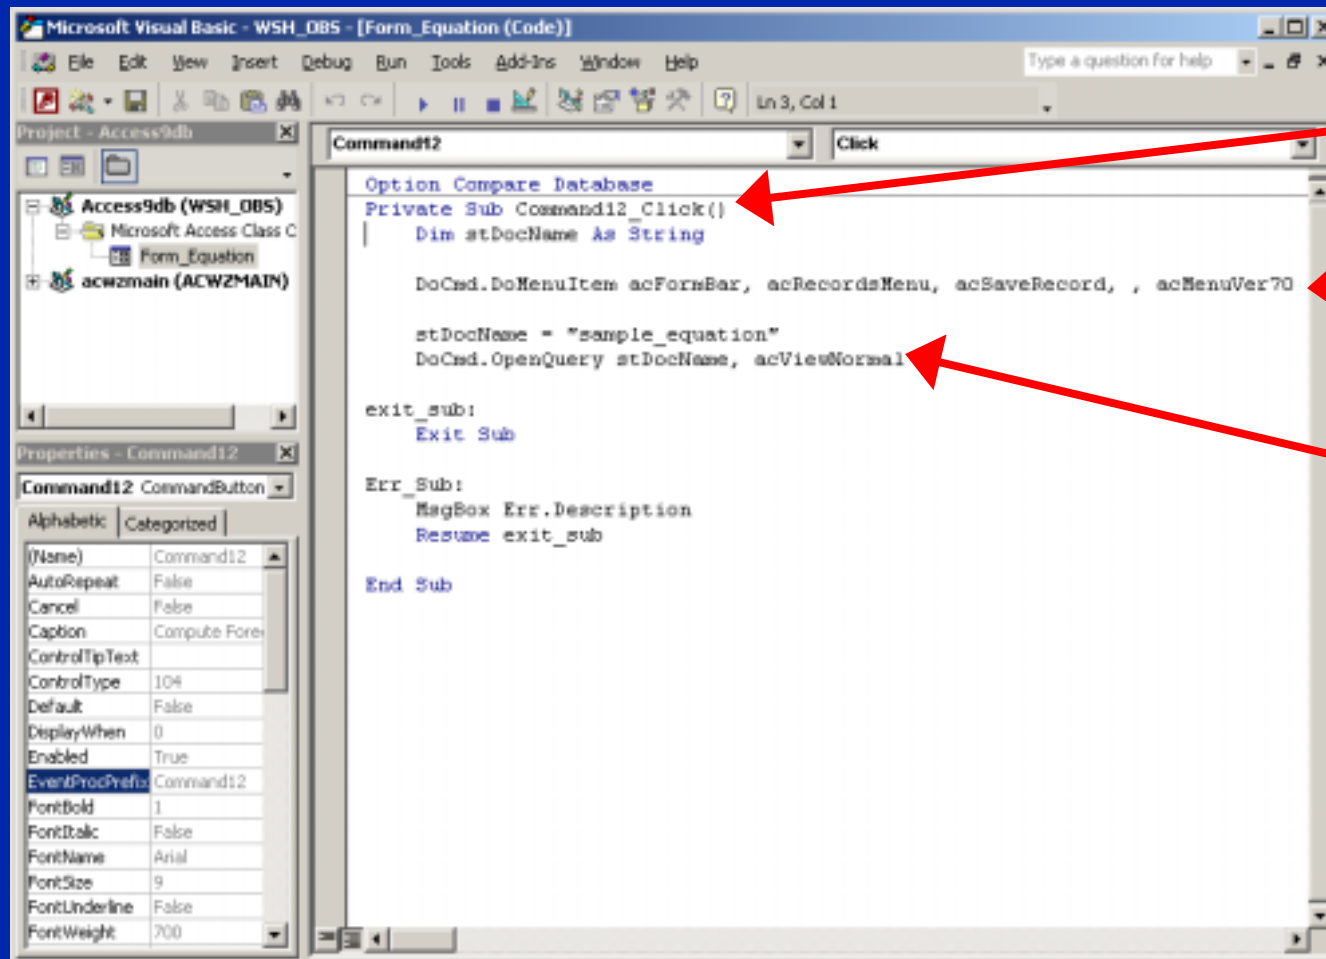 Microsoft Visual Basic - WSH_OBS - [Form_Equation (Code)]
File Edit View Insert Debug Run Tools Add-Ins Window Help
Type a question for help
Ln 3, Col 1
Project - Access9db
Access9db (WSH_OBS)
Microsoft Access Class C
Form_Equation
acwzmain (ACWZMAIN)
Properties - Command12
Command12 CommandButton
Alphabetic Categorized
(Name) Command12
AutoRepeat False
Cancel False
Caption Compute Fore
ControlTipText
ControlType 104
Default False
DisplayWhen 0
Enabled True
EventProcPrefix Command12
FontBold 1
FontItalic False
FontName Arial
FontSize 9
FontUnderline False
FontWeight 700
Command12 Click
Option Compare Database
Private Sub Command12_Click()
Dim stDocName As String
DoCmd.DoMenuItem acFormBar, acRecordsMenu, acSaveRecord, , acMenuVer70
stDocName = "sample_equation"
DoCmd.OpenQuery stDocName, acViewNormal
exit_sub:
Exit Sub
Err_Sub:
MsgBox Err.Description
Resume exit_sub
End Sub